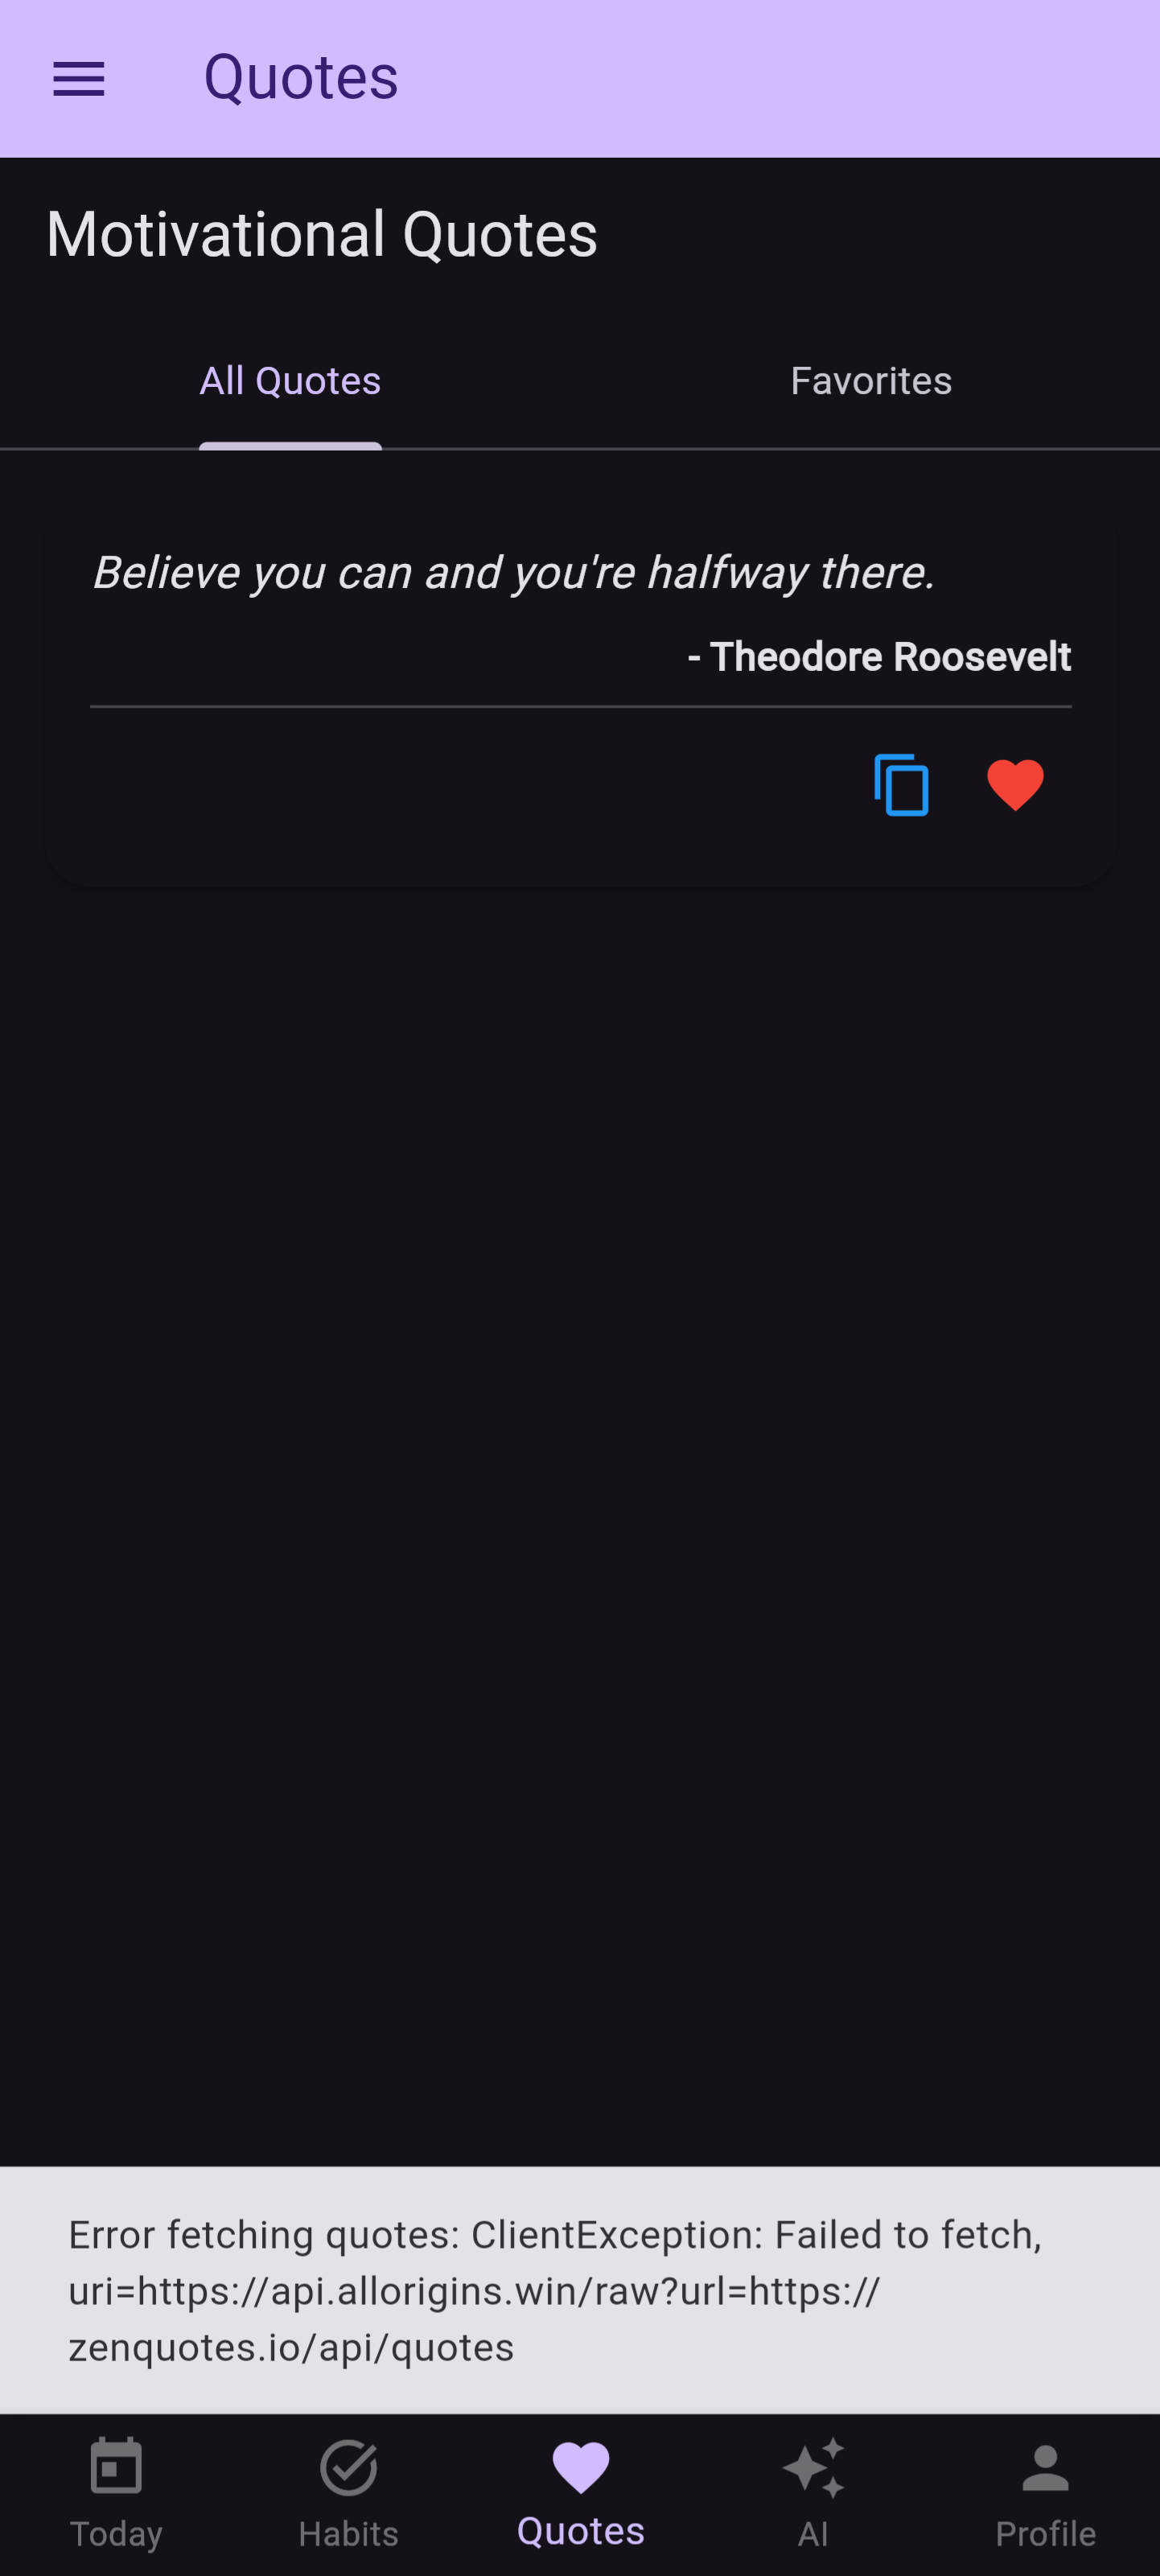 Quotes
Motivational Quotes
All Quotes
Favorites
Believe you can and you're halfway there.
- Theodore Roosevelt
Error fetching quotes: ClientException: Failed to fetch,
uri=https://api.allorigins.win/raw?url=https://
zenquotes.io/api/quotes
Today
Habits
Quotes
AI
Profile